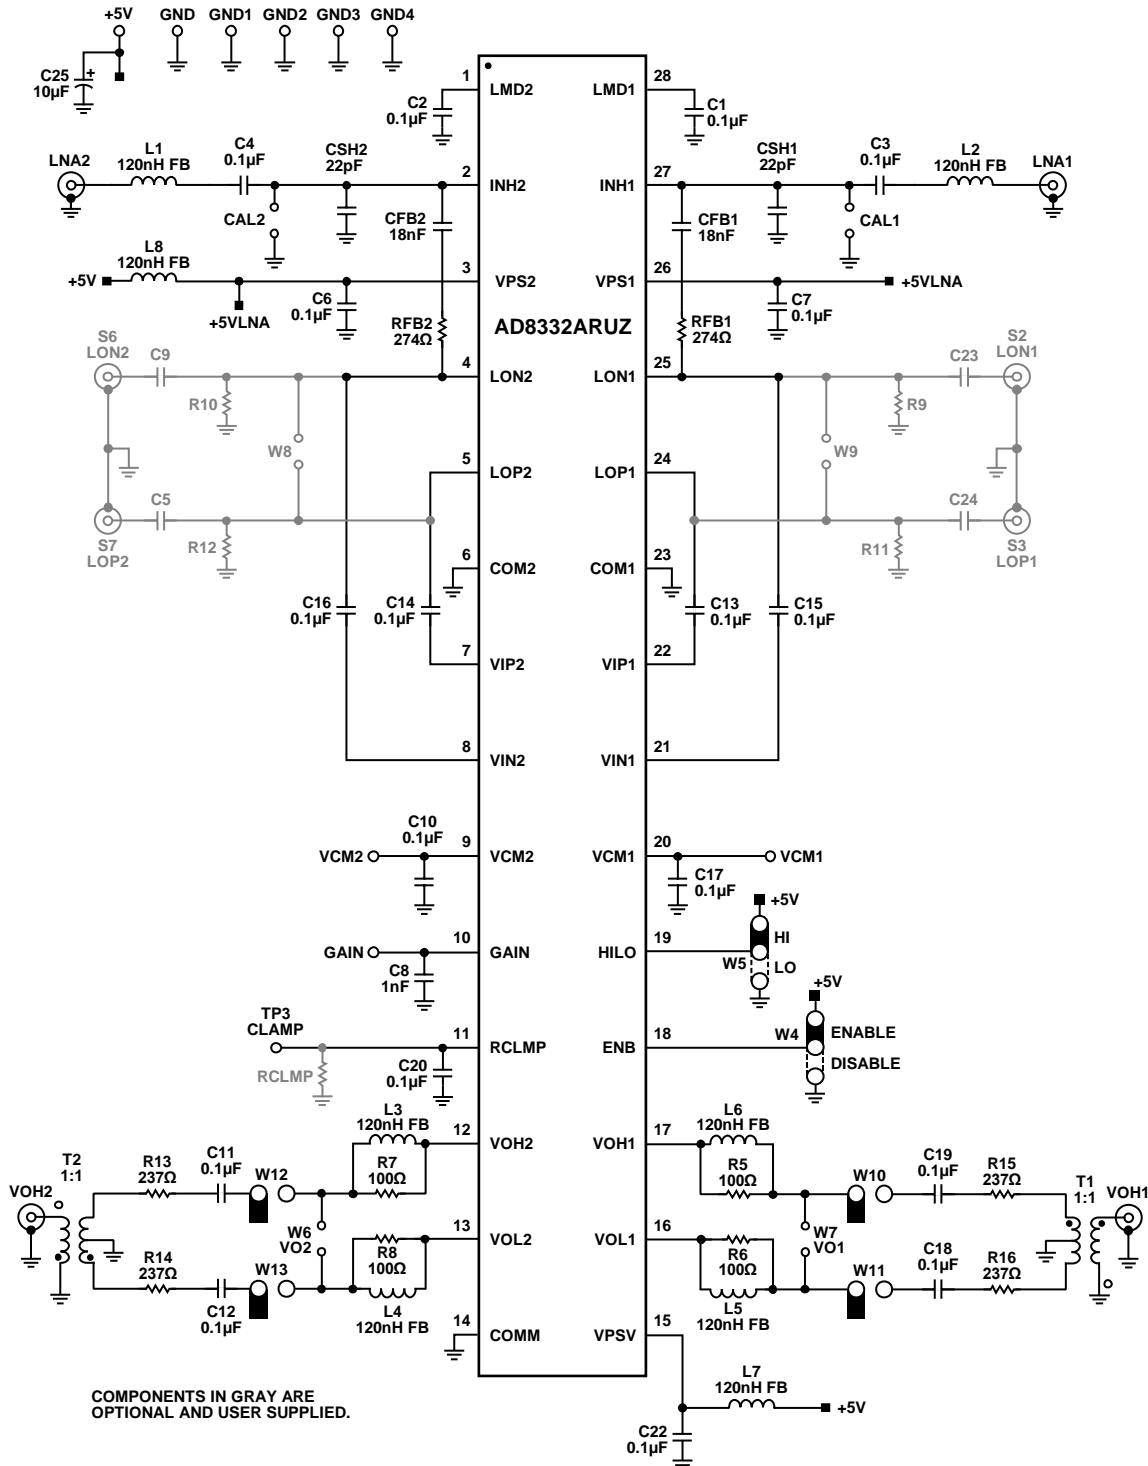 +5V
GND
GND1
GND2
GND3
GND4
C25
10µF
+
1
LMD2
C2
0.1µF
28
LMD1
C1
0.1µF
LNA2
L1
120nH FB
C4
0.1µF
CSH2
22pF
2
INH2
CAL2
CFB2
18nF
27
INH1
CSH1
22pF
C3
0.1µF
L2
120nH FB
LNA1
CFB1
18nF
CAL1
L8
120nH FB
+5V
+5VLNA
C6
0.1µF
3
VPS2
26
VPS1
C7
0.1µF
+5VLNA
RFB2
274Ω
AD8332ARUZ
RFB1
274Ω
S6
LON2
C9
R10
W8
4
LON2
25
LON1
S2
LON1
C23
R9
W9
C5
S7
LOP2
R12
5
LOP2
24
LOP1
C24
S3
LOP1
R11
6
COM2
23
COM1
C16
0.1µF
C14
0.1µF
C13
0.1µF
C15
0.1µF
7
VIP2
22
VIP1
8
VIN2
21
VIN1
C10
0.1µF
VCM2
9
VCM2
20
VCM1
VCM1
C17
0.1µF
GAIN
10
GAIN
C8
1nF
19
HILO
+5V
HI
W5
LO
TP3
CLAMP
RCLMP
11
RCLMP
C20
0.1µF
18
ENB
+5V
W4
ENABLE
DISABLE
L3
120nH FB
12
VOH2
R7
100Ω
17
VOH1
L6
120nH FB
R5
100Ω
T2
1:1
VOH2
R13
237Ω
C11
0.1µF
W12
W6
VO2
W10
C19
0.1µF
R15
237Ω
T1
1:1
VOH1
W7
VO1
R14
237Ω
C12
0.1µF
W13
13
VOL2
R8
100Ω
L4
120nH FB
16
VOL1
R6
100Ω
L5
120nH FB
W11
C18
0.1µF
R16
237Ω
14
COMM
15
VPSV
L7
120nH FB
+5V
C22
0.1µF
COMPONENTS IN GRAY ARE
OPTIONAL AND USER SUPPLIED.